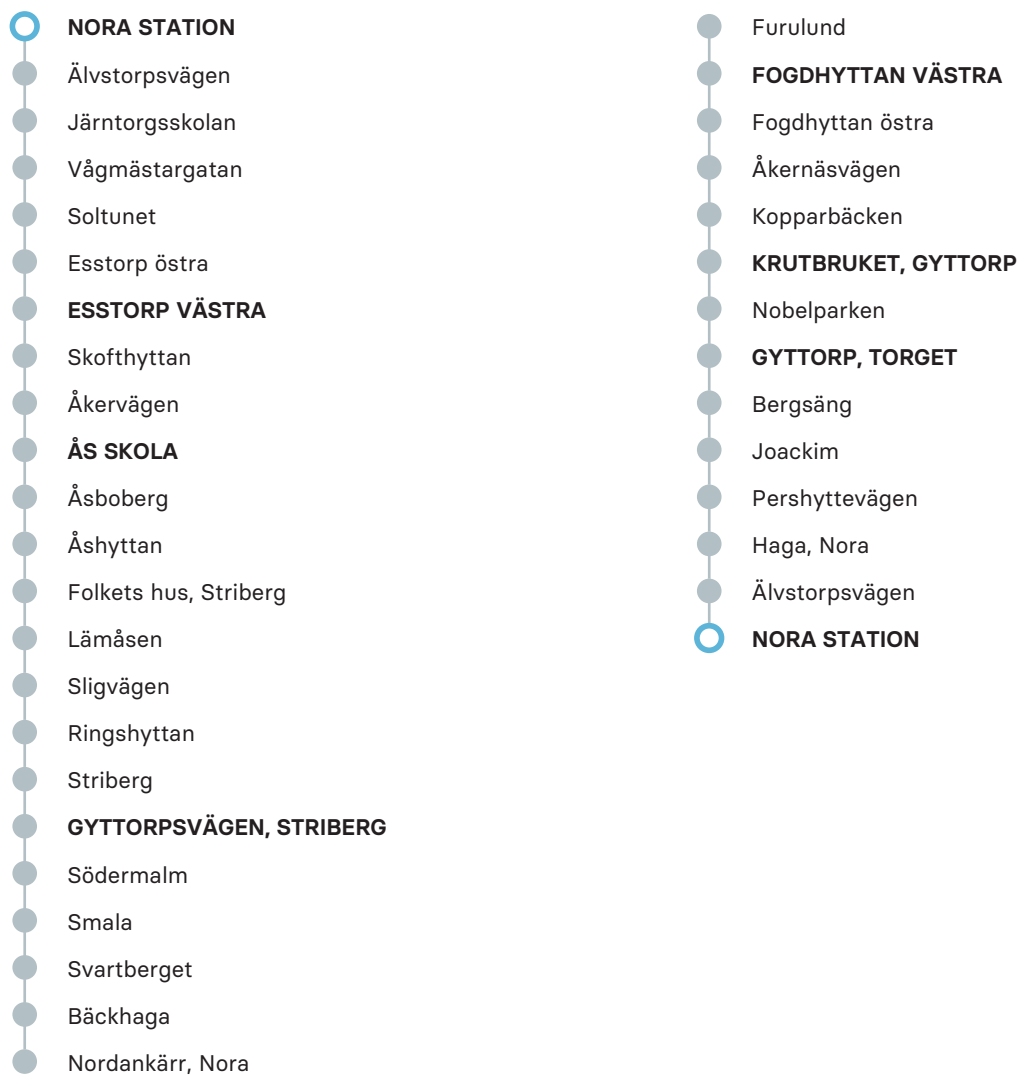 NORA STATION
Älvstorpsvägen
Järntorgsskolan
Vågmästargatan
Soltunet
Esstorp östra
ESSTORP VÄSTRA
Skofthyttan
Åkervägen
ÅS SKOLA
Åsboberg
Åshyttan
Folkets hus, Striberg
Lämåsen
Sligvägen
Ringshyttan
Striberg
GYTTORPSVÄGEN, STRIBERG
Södermalm
Smala
Svartberget
Bäckhaga
Nordankärr, Nora
Furulund
FOGDHYTTAN VÄSTRA
Fogdhyttan östra
Åkernäsvägen
Kopparbäcken
KRUTBRUKET, GYTTORP
Nobelparken
GYTTORP, TORGET
Bergsäng
Joackim
Pershyttevägen
Haga, Nora
Älvstorpsvägen
NORA STATION